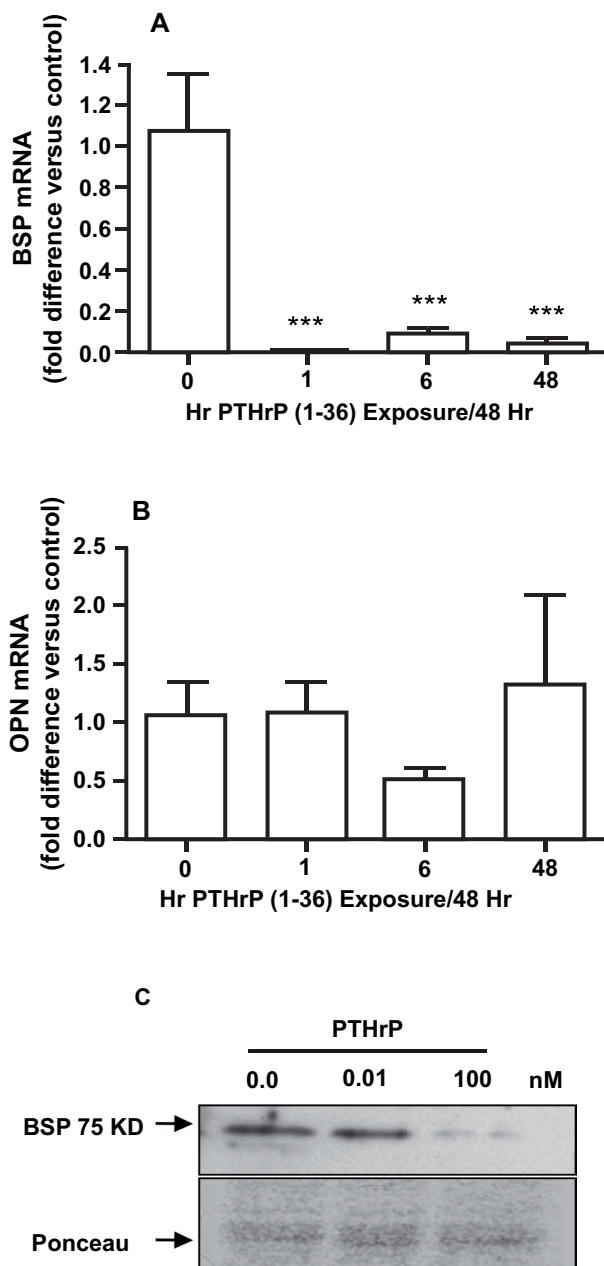 A
BSP mRNA
(fold difference versus control)
1.4
1.2
1.0
0.8
0.6
0.4
0.2
0.0
*** *** ***
0 1 6 48
Hr PTHrP (1-36) Exposure/48 Hr
B
OPN mRNA
(fold difference versus control)
2.5
2.0
1.5
1.0
0.5
0.0
0 1 6 48
Hr PTHrP (1-36) Exposure/48 Hr
C
PTHrP
0.0 0.01 100 nM
BSP 75 KD
Ponceau